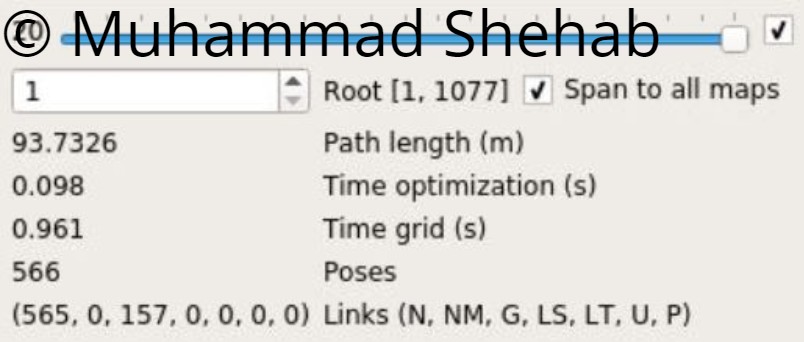 © Muhammad Shehab
1 Root [1, 1077] Span to all maps
93.7326 Path length (m)
0.098 Time optimization (s)
0.961 Time grid (s)
566 Poses
(565, 0, 157, 0, 0, 0, 0) Links (N, NM, G, LS, LT, U, P)